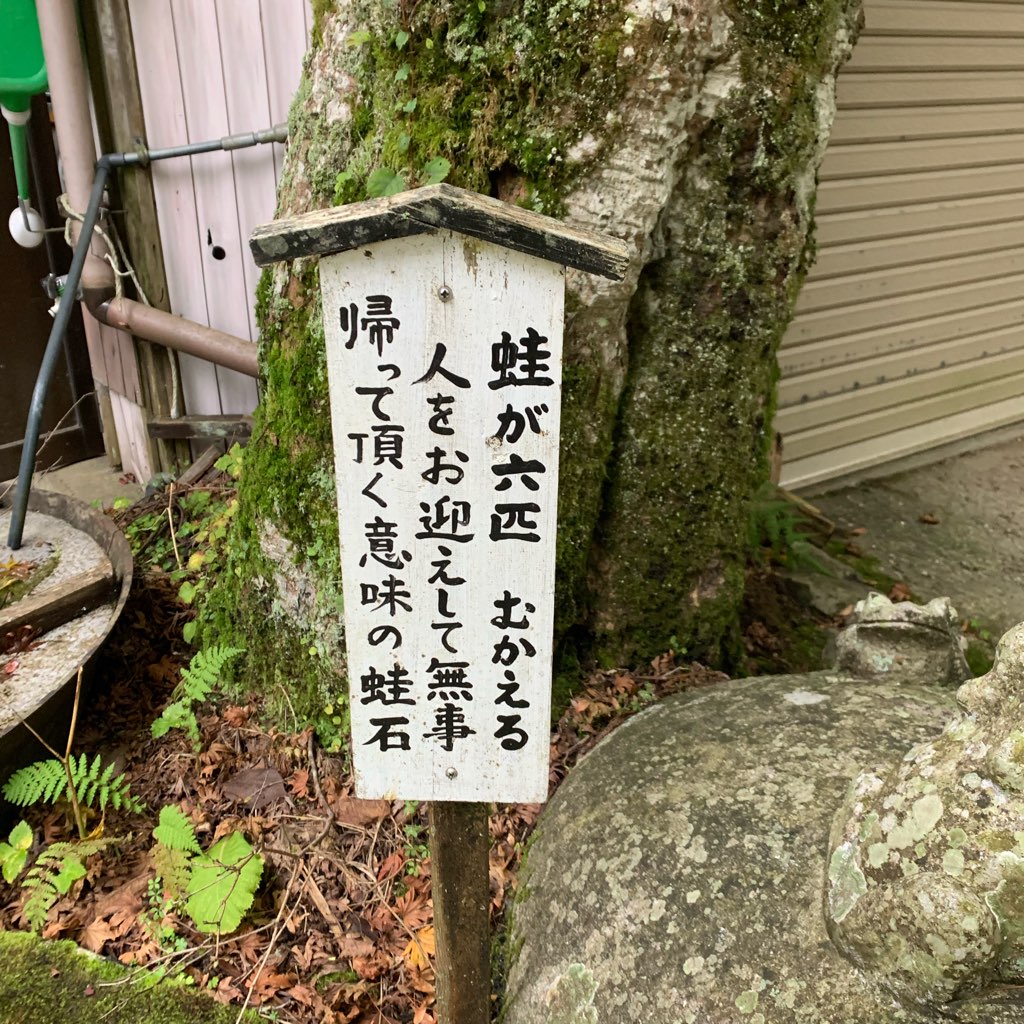 蛙が六匹 むかえる
人をお迎えして無事
帰って頂く意味の蛙石